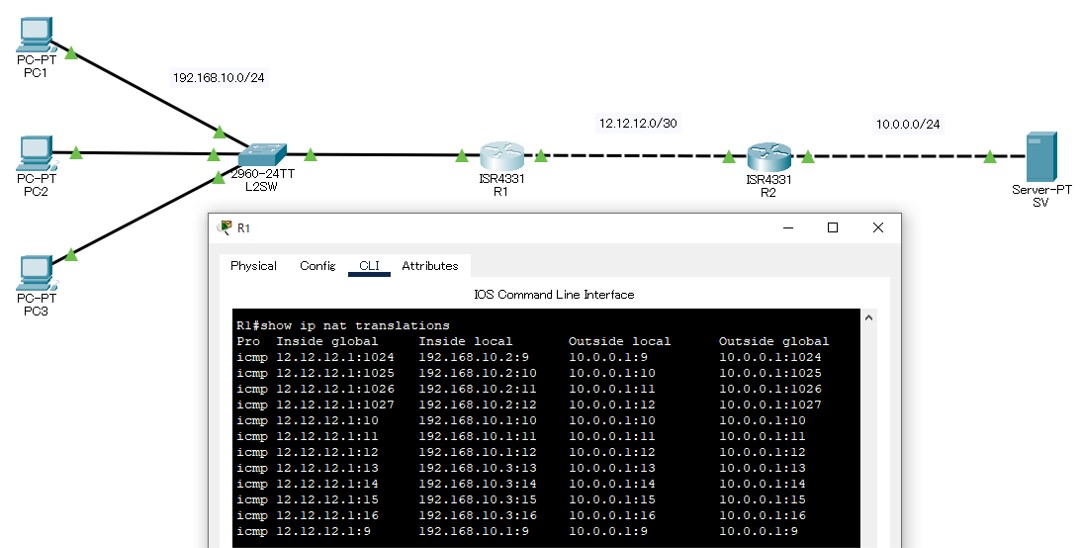 PC-PT
PC1
192.168.10.0/24
PC-PT
PC2
2960-24TT
L2SW
ISR4331
R1
12.12.12.0/30
ISR4331
R2
10.0.0.0/24
Server-PT
SV
PC-PT
PC3
R1
Physical Config CLI Attributes
IOS Command Line Interface
R1#show ip nat translations
Pro Inside global Inside local Outside local Outside global
icmp 12.12.12.1:1024 192.168.10.2:9 10.0.0.1:9 10.0.0.1:1024
icmp 12.12.12.1:1025 192.168.10.2:10 10.0.0.1:10 10.0.0.1:1025
icmp 12.12.12.1:1026 192.168.10.2:11 10.0.0.1:11 10.0.0.1:1026
icmp 12.12.12.1:1027 192.168.10.2:12 10.0.0.1:12 10.0.0.1:1027
icmp 12.12.12.1:10 192.168.10.1:10 10.0.0.1:10 10.0.0.1:10
icmp 12.12.12.1:11 192.168.10.1:11 10.0.0.1:11 10.0.0.1:11
icmp 12.12.12.1:12 192.168.10.1:12 10.0.0.1:12 10.0.0.1:12
icmp 12.12.12.1:13 192.168.10.3:13 10.0.0.1:13 10.0.0.1:13
icmp 12.12.12.1:14 192.168.10.3:14 10.0.0.1:14 10.0.0.1:14
icmp 12.12.12.1:15 192.168.10.3:15 10.0.0.1:15 10.0.0.1:15
icmp 12.12.12.1:16 192.168.10.3:16 10.0.0.1:16 10.0.0.1:16
icmp 12.12.12.1:9 192.168.10.1:9 10.0.0.1:9 10.0.0.1:9